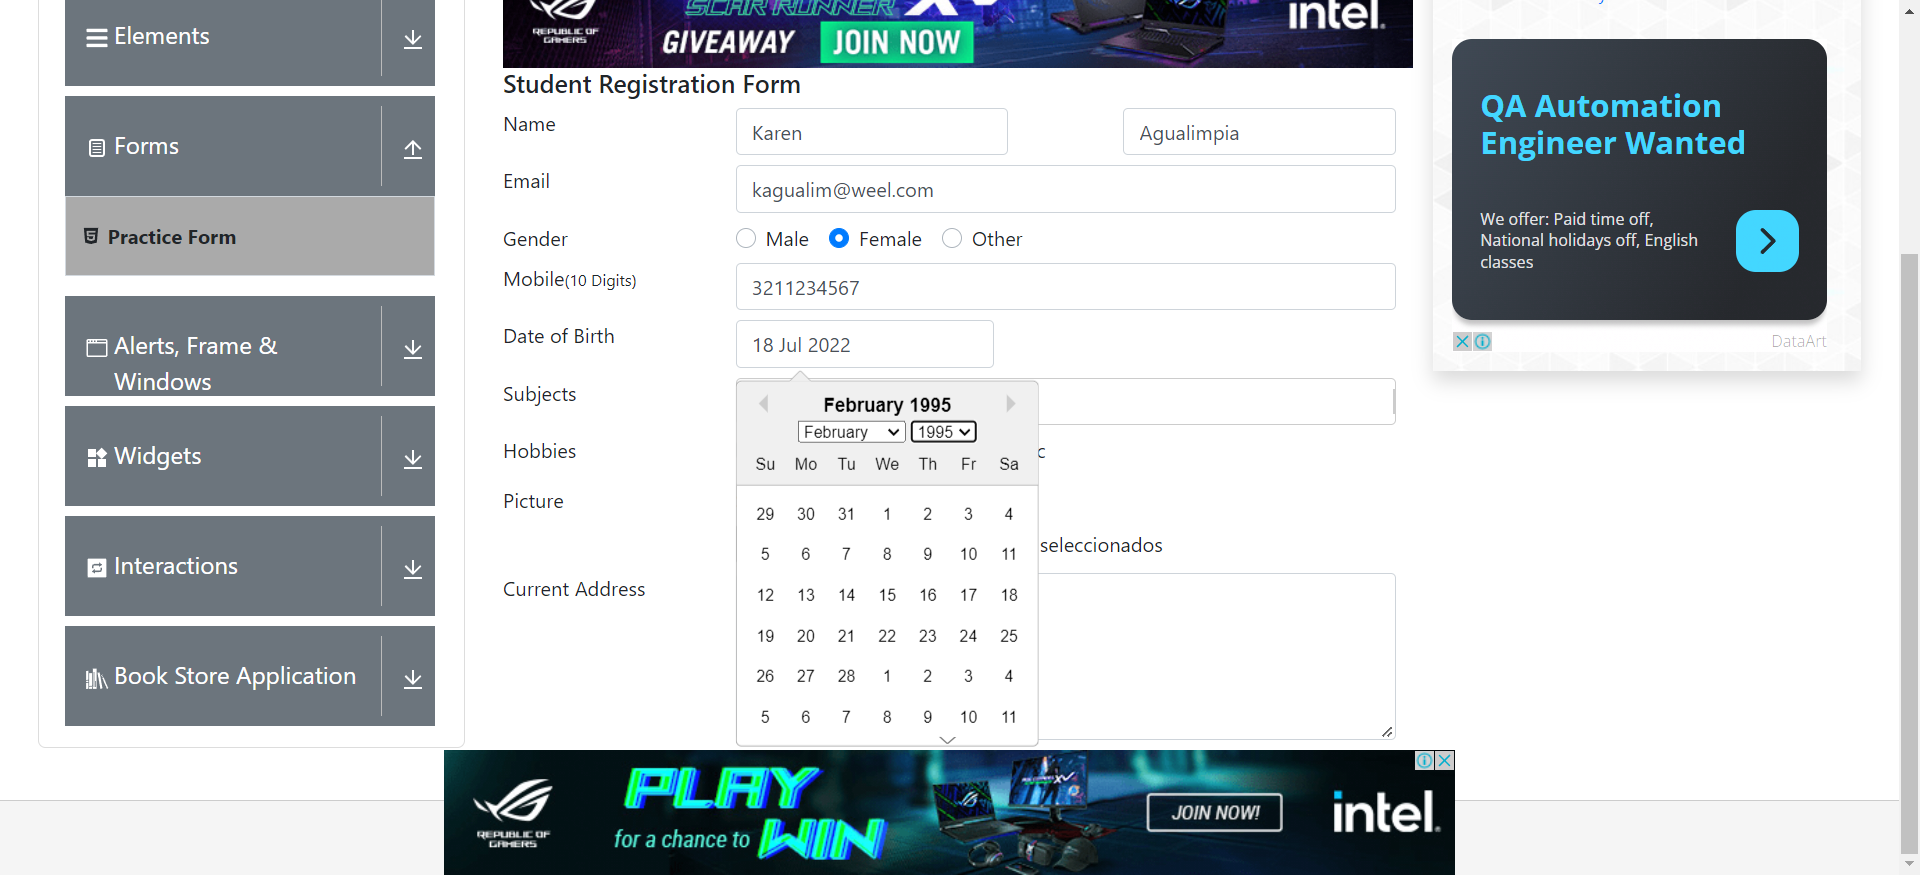 Elements
Forms
Practice Form
Alerts, Frame &
Windows
Widgets
Interactions
Book Store Application
REPUBLIC OF
GAMERS
SCAR RUNNER XV
GIVEAWAY JOIN NOW
intel.
Student Registration Form
Name Karen Agualimpia
Email kagualim@weel.com
Gender Male Female Other
Mobile(10 Digits) 3211234567
Date of Birth 18 Jul 2022
Subjects
Hobbies
Picture
seleccionados
Current Address
February 1995
February 1995
Su Mo Tu We Th Fr Sa
29 30 31 1 2 3 4
5 6 7 8 9 10 11
12 13 14 15 16 17 18
19 20 21 22 23 24 25
26 27 28 1 2 3 4
5 6 7 8 9 10 11
QA Automation
Engineer Wanted
We offer: Paid time off,
National holidays off, English
classes
DataArt
REPUBLIC OF
GAMERS
PLAY
for a chance to WIN
JOIN NOW!
intel.